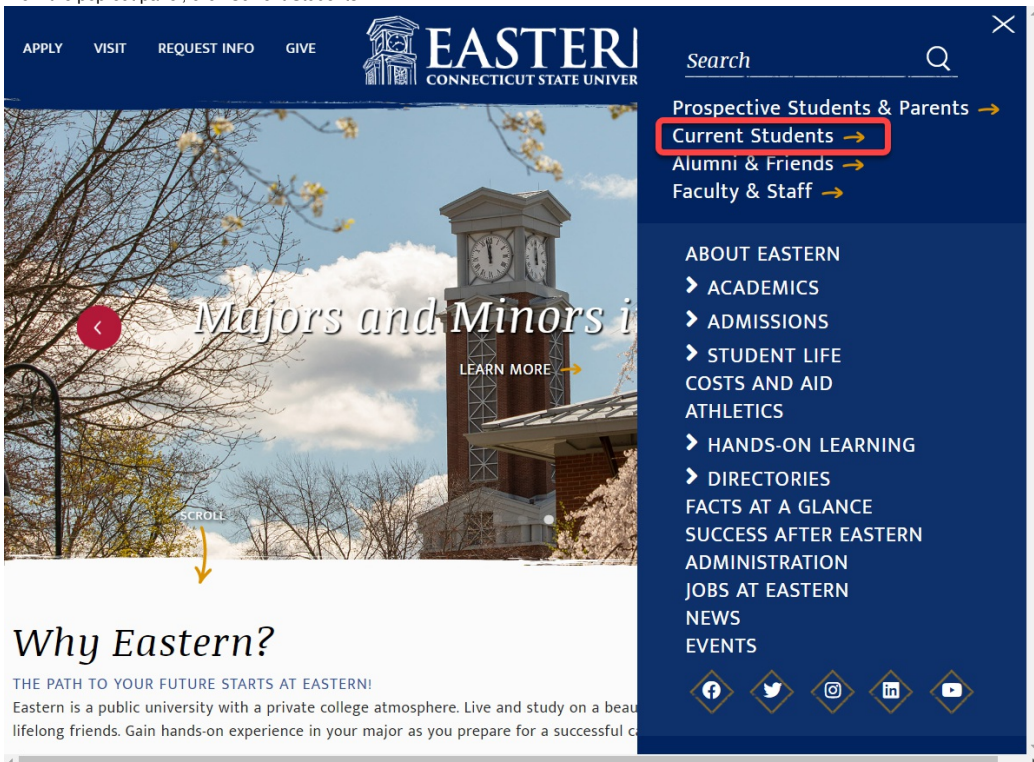 APPLY VISIT REQUEST INFO GIVE
EASTER
CONNECTICUT STATE UNIVER
Search
Prospective Students & Parents →
Current Students →
Alumni & Friends →
Faculty & Staff →
Majors and Minors i
LEARN MORE →
SCROLL
ABOUT EASTERN
ACADEMICS
ADMISSIONS
STUDENT LIFE
COSTS AND AID
ATHLETICS
HANDS-ON LEARNING
DIRECTORIES
FACTS AT A GLANCE
SUCCESS AFTER EASTERN
ADMINISTRATION
JOBS AT EASTERN
NEWS
EVENTS
Why Eastern?
THE PATH TO YOUR FUTURE STARTS AT EASTERN!
Eastern is a public university with a private college atmosphere. Live and study on a beau
lifelong friends. Gain hands-on experience in your major as you prepare for a successful c